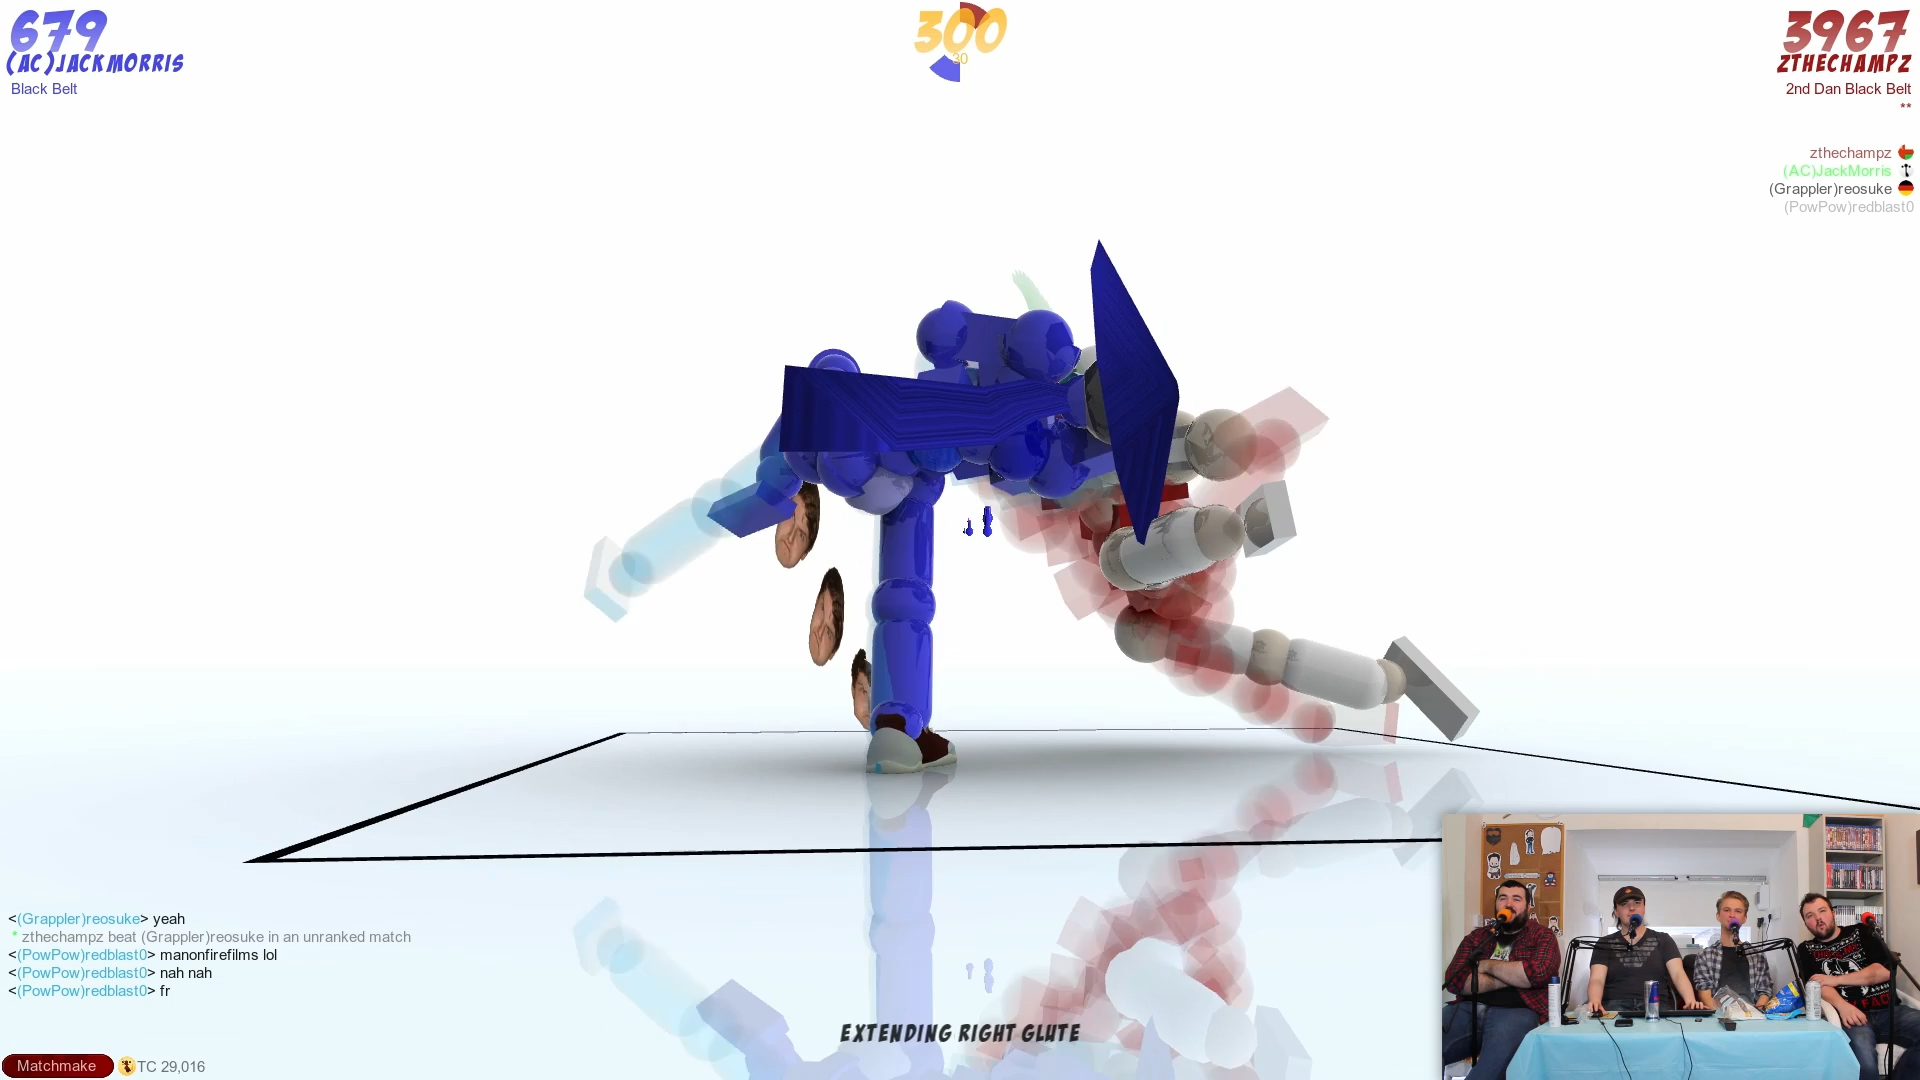 679
(AC)JACKMORRIS
Black Belt
300
30
3967
ZTHECHAMPZ
2nd Dan Black Belt
**
zthechampz
(AC)JackMorris
(Grappler)reosuke
(PowPow)redblast0
<(Grappler)reosuke> yeah
* zthechampz beat (Grappler)reosuke in an unranked match
<(PowPow)redblast0> manonfirefilms lol
<(PowPow)redblast0> nah nah
<(PowPow)redblast0> fr
EXTENDING RIGHT GLUTE
Matchmake
TC 29,016